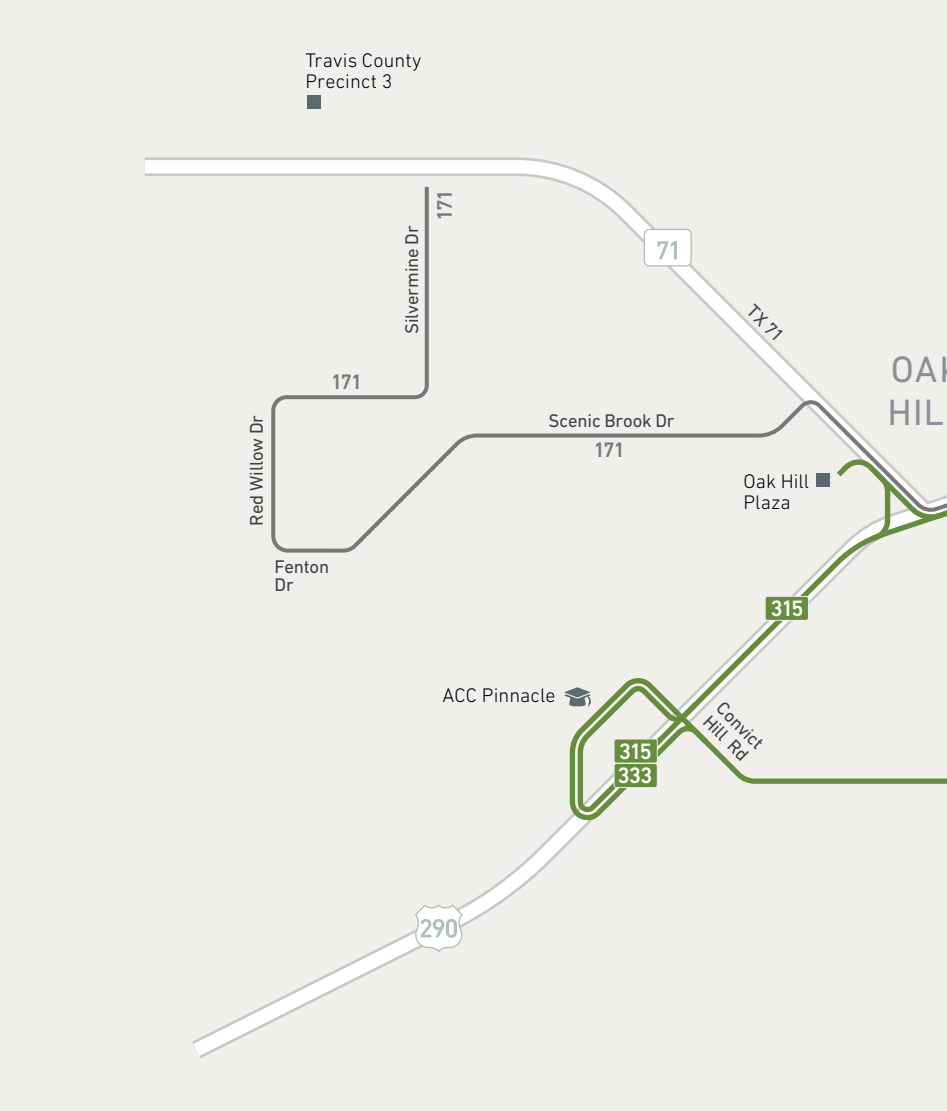 Travis County
Precinct 3
171
Silvermine Dr
71
TX 71
OAK
HIL
171
Red Willow Dr
Scenic Brook Dr
171
Oak Hill
Plaza
Fenton
Dr
315
ACC Pinnacle
Convict
Hill Rd
315
333
290